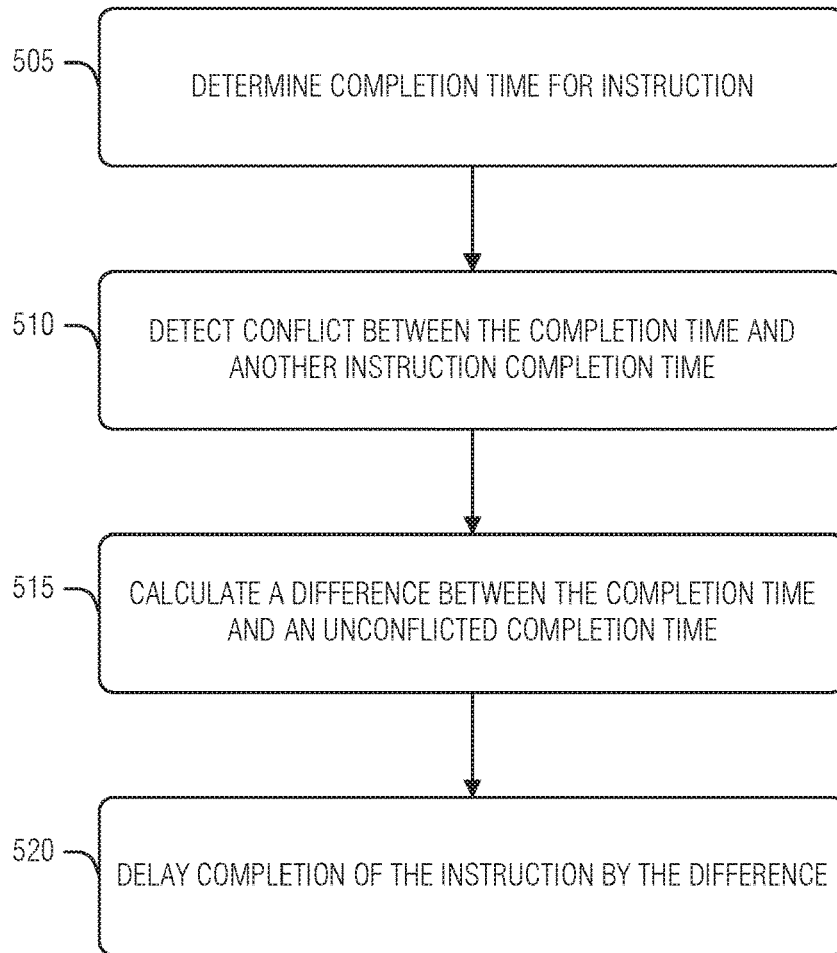 505
DETERMINE COMPLETION TIME FOR INSTRUCTION
510
DETECT CONFLICT BETWEEN THE COMPLETION TIME AND
ANOTHER INSTRUCTION COMPLETION TIME
515
CALCULATE A DIFFERENCE BETWEEN THE COMPLETION TIME
AND AN UNCONFLICTED COMPLETION TIME
520
DELAY COMPLETION OF THE INSTRUCTION BY THE DIFFERENCE